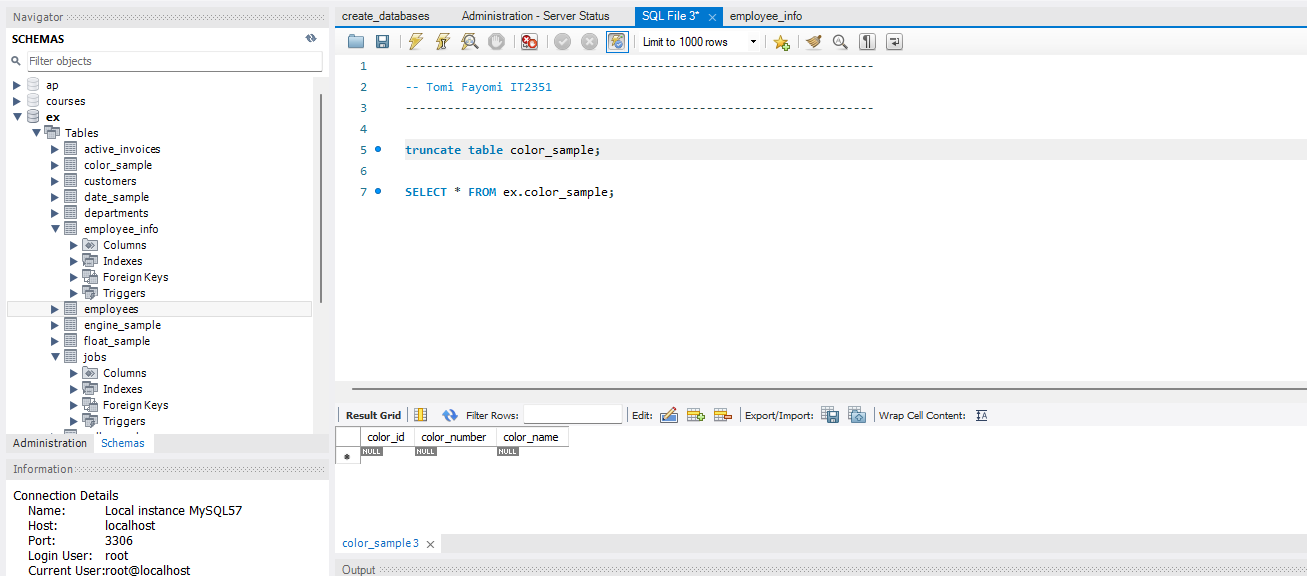 Navigator
SCHEMAS
Filter objects
ap
courses
ex
Tables
active_invoices
color_sample
customers
date_sample
departments
employee_info
Columns
Indexes
Foreign Keys
Triggers
employees
engine_sample
float_sample
jobs
Columns
Indexes
Foreign Keys
Triggers
Administration Schemas
Information
Connection Details
Name: Local instance MySQL57
Host: localhost
Port: 3306
Login User: root
Current User:root@localhost
create_databases Administration - Server Status SQL File 3* employee_info
Limit to 1000 rows
1 -------------------------------------------------------------------
2 -- Tomi Fayomi IT2351
3 -------------------------------------------------------------------
4
5 truncate table color_sample;
6
7 SELECT * FROM ex.color_sample;
Result Grid Filter Rows: Edit: Export/Import: Wrap Cell Content:
color_id color_number color_name
NULL NULL NULL
color_sample 3
Output